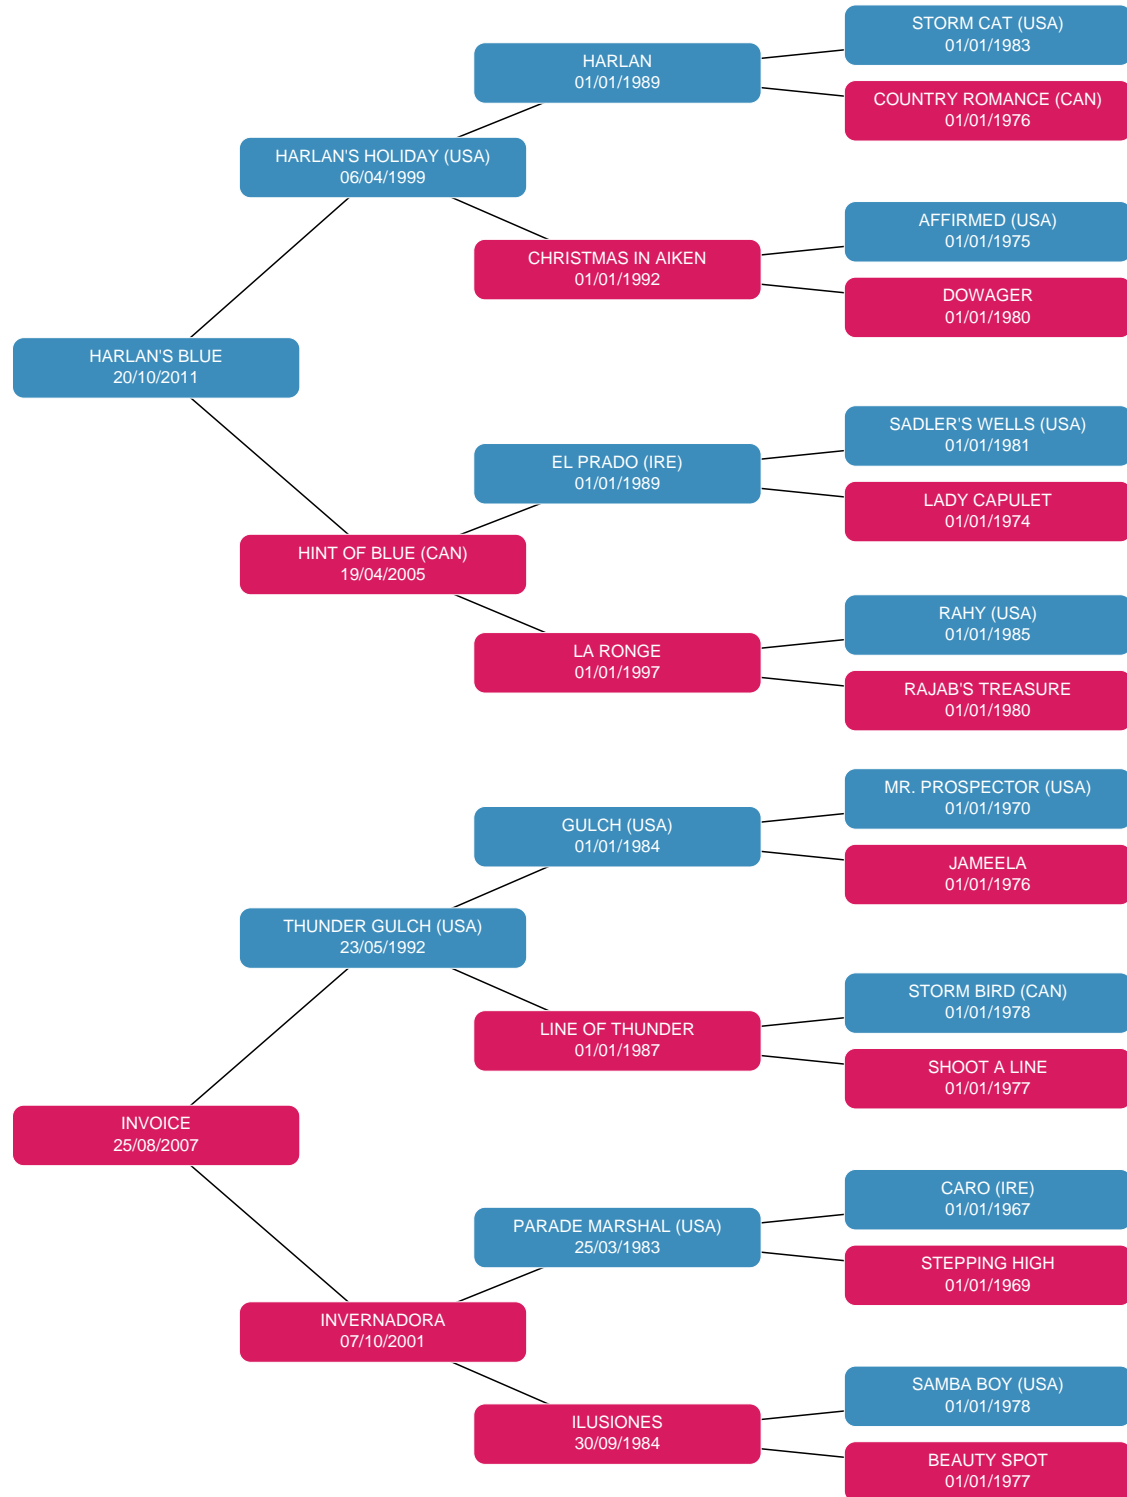 STORM CAT (USA)
01/01/1983
HARLAN
01/01/1989
COUNTRY ROMANCE (CAN)
01/01/1976
HARLAN'S HOLIDAY (USA)
06/04/1999
AFFIRMED (USA)
01/01/1975
CHRISTMAS IN AIKEN
01/01/1992
DOWAGER
01/01/1980
HARLAN'S BLUE
20/10/2011
SADLER'S WELLS (USA)
01/01/1981
EL PRADO (IRE)
01/01/1989
LADY CAPULET
01/01/1974
HINT OF BLUE (CAN)
19/04/2005
RAHY (USA)
01/01/1985
LA RONGE
01/01/1997
RAJAB'S TREASURE
01/01/1980
MR. PROSPECTOR (USA)
01/01/1970
GULCH (USA)
01/01/1984
JAMEELA
01/01/1976
THUNDER GULCH (USA)
23/05/1992
STORM BIRD (CAN)
01/01/1978
LINE OF THUNDER
01/01/1987
SHOOT A LINE
01/01/1977
INVOICE
25/08/2007
CARO (IRE)
01/01/1967
PARADE MARSHAL (USA)
25/03/1983
STEPPING HIGH
01/01/1969
INVERNADORA
07/10/2001
SAMBA BOY (USA)
01/01/1978
ILUSIONES
30/09/1984
BEAUTY SPOT
01/01/1977